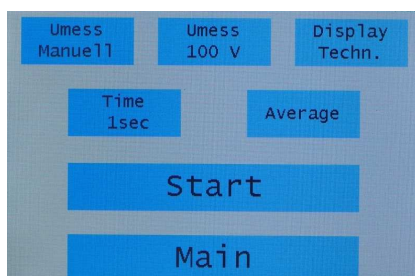 Umess Manuell
Umess 100 V
Display Techn.
Time 1sec
Average
Start
Main